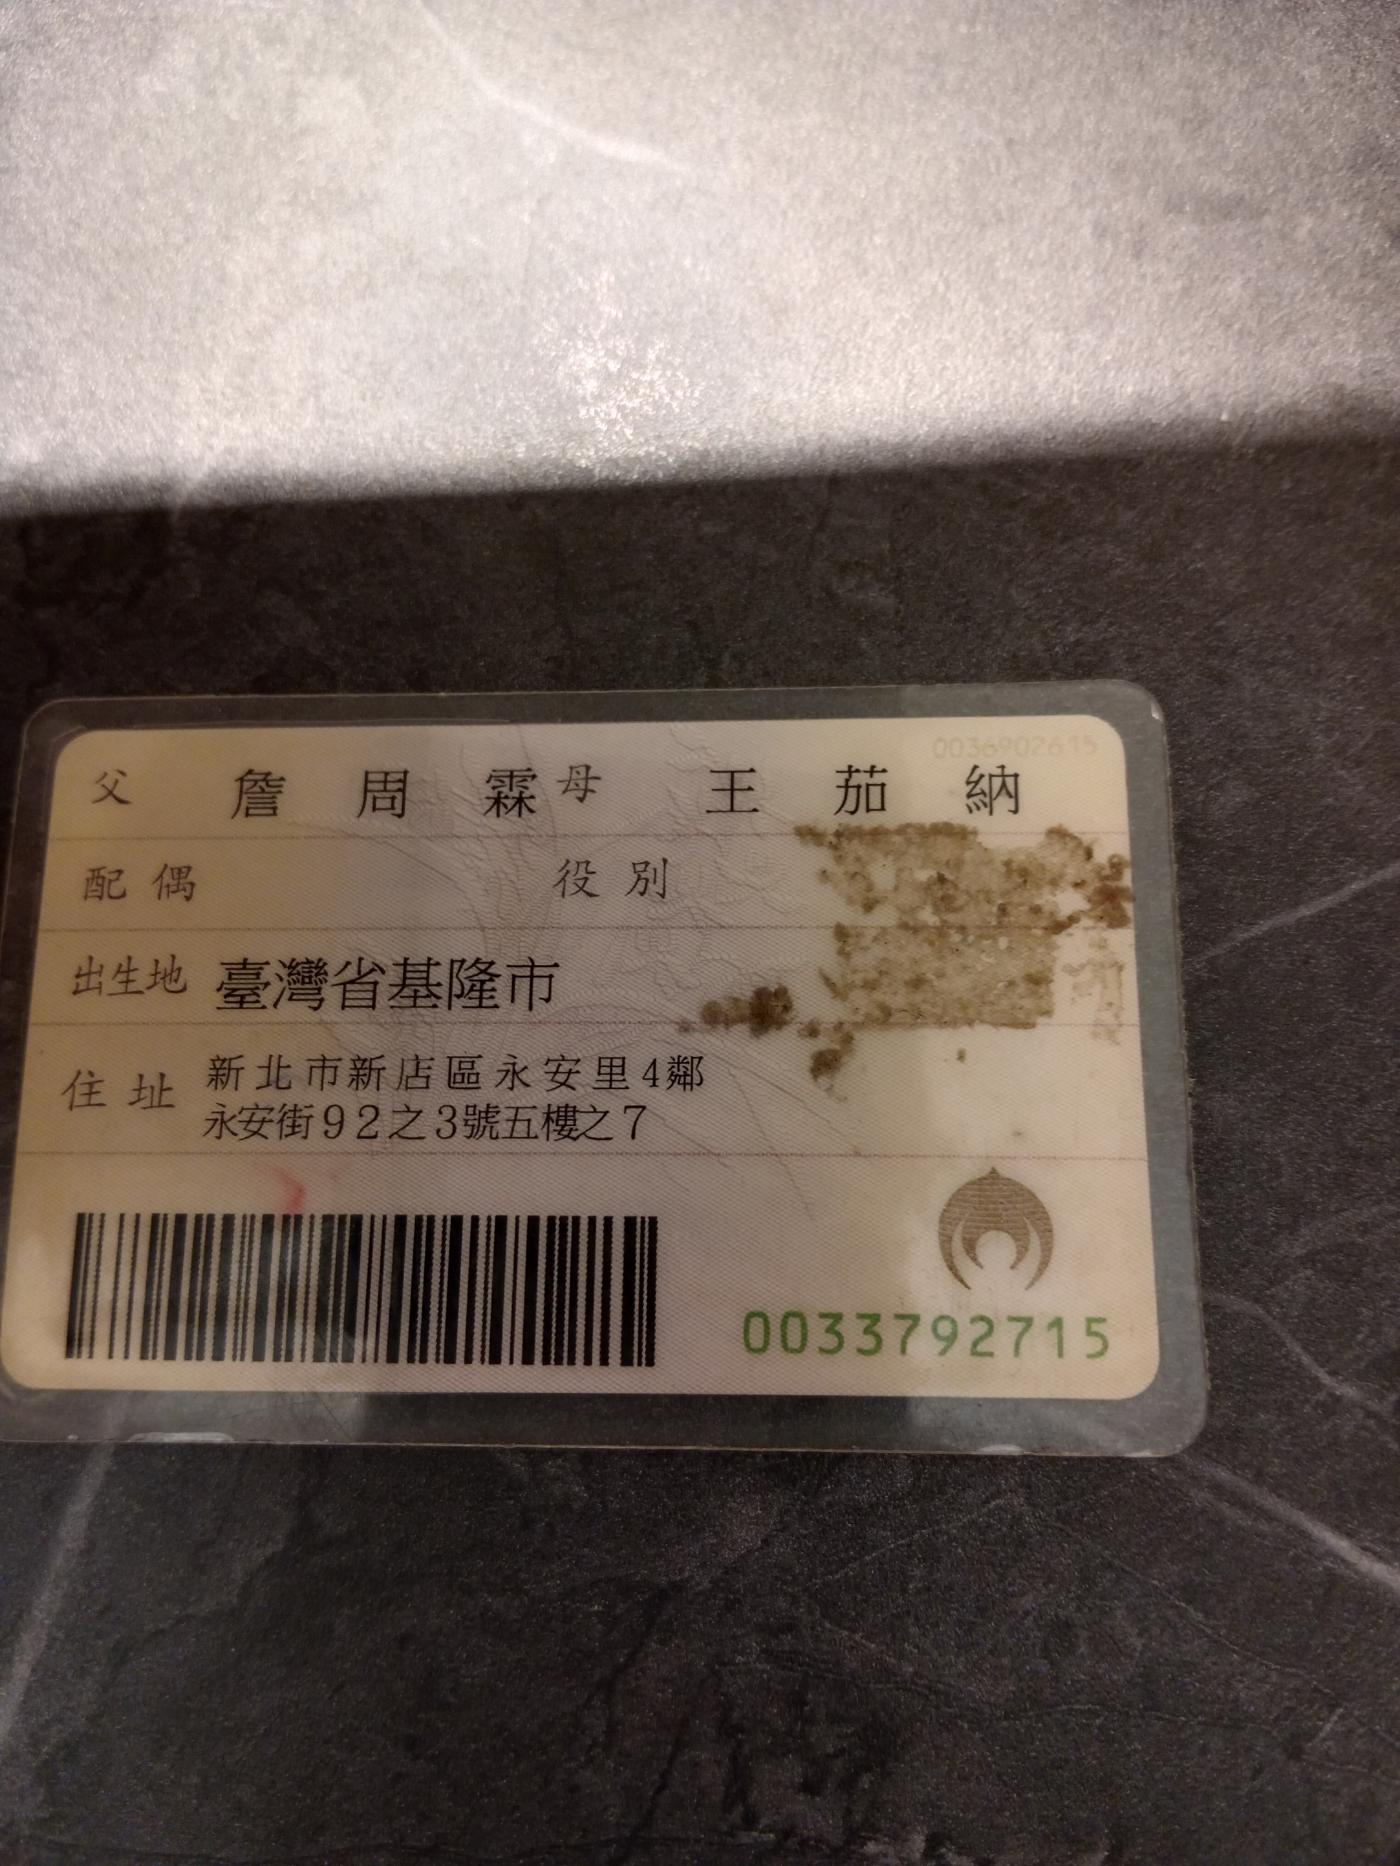 0036902615
父 詹 周 霖 母 王 茄 納
配 偶 役 別
出生地 臺灣省基隆市
住 址 新北市新店區永安里4鄰
永安街92之3號五樓之7
0033792715